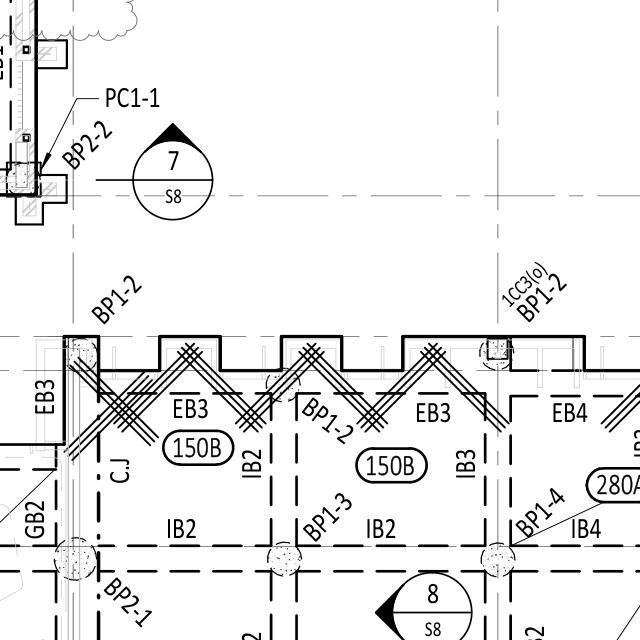 PC1-1
BP2-2
7
S8
BP1-2
1CC3(o)
BP1-2
EB3
EB3
BP1-2
EB3
EB4
150B
150B
C.J
IB2
IB3
280A
GB2
IB2
BP1-3
IB2
BP1-4
IB4
BP2-1
8
S8